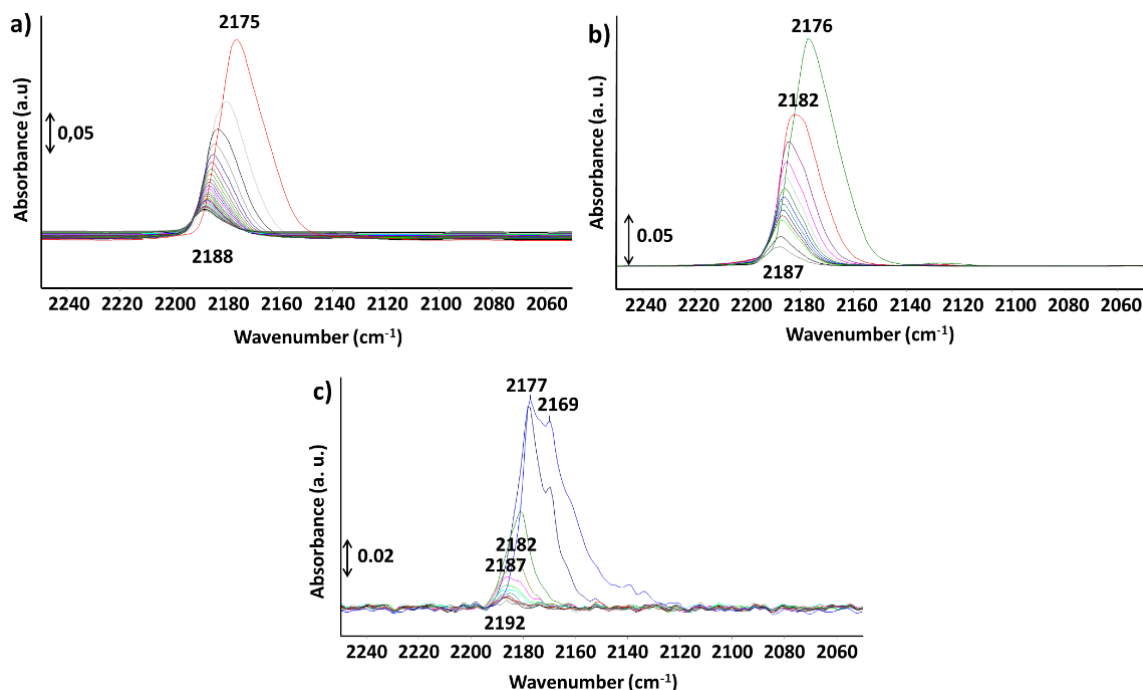 a)
2175
Absorbance (a.u)
0,05
2188
2240 2220 2200 2180 2160 2140 2120 2100 2080 2060
Wavenumber (cm-1)
b)
2176
2182
Absorbance (a. u.)
0.05
2187
2240 2220 2200 2180 2160 2140 2120 2100 2080 2060
Wavenumber (cm-1)
c)
2177
2169
Absorbance (a. u.)
0.02
2182
2187
2192
2240 2220 2200 2180 2160 2140 2120 2100 2080 2060
Wavenumber (cm-1)